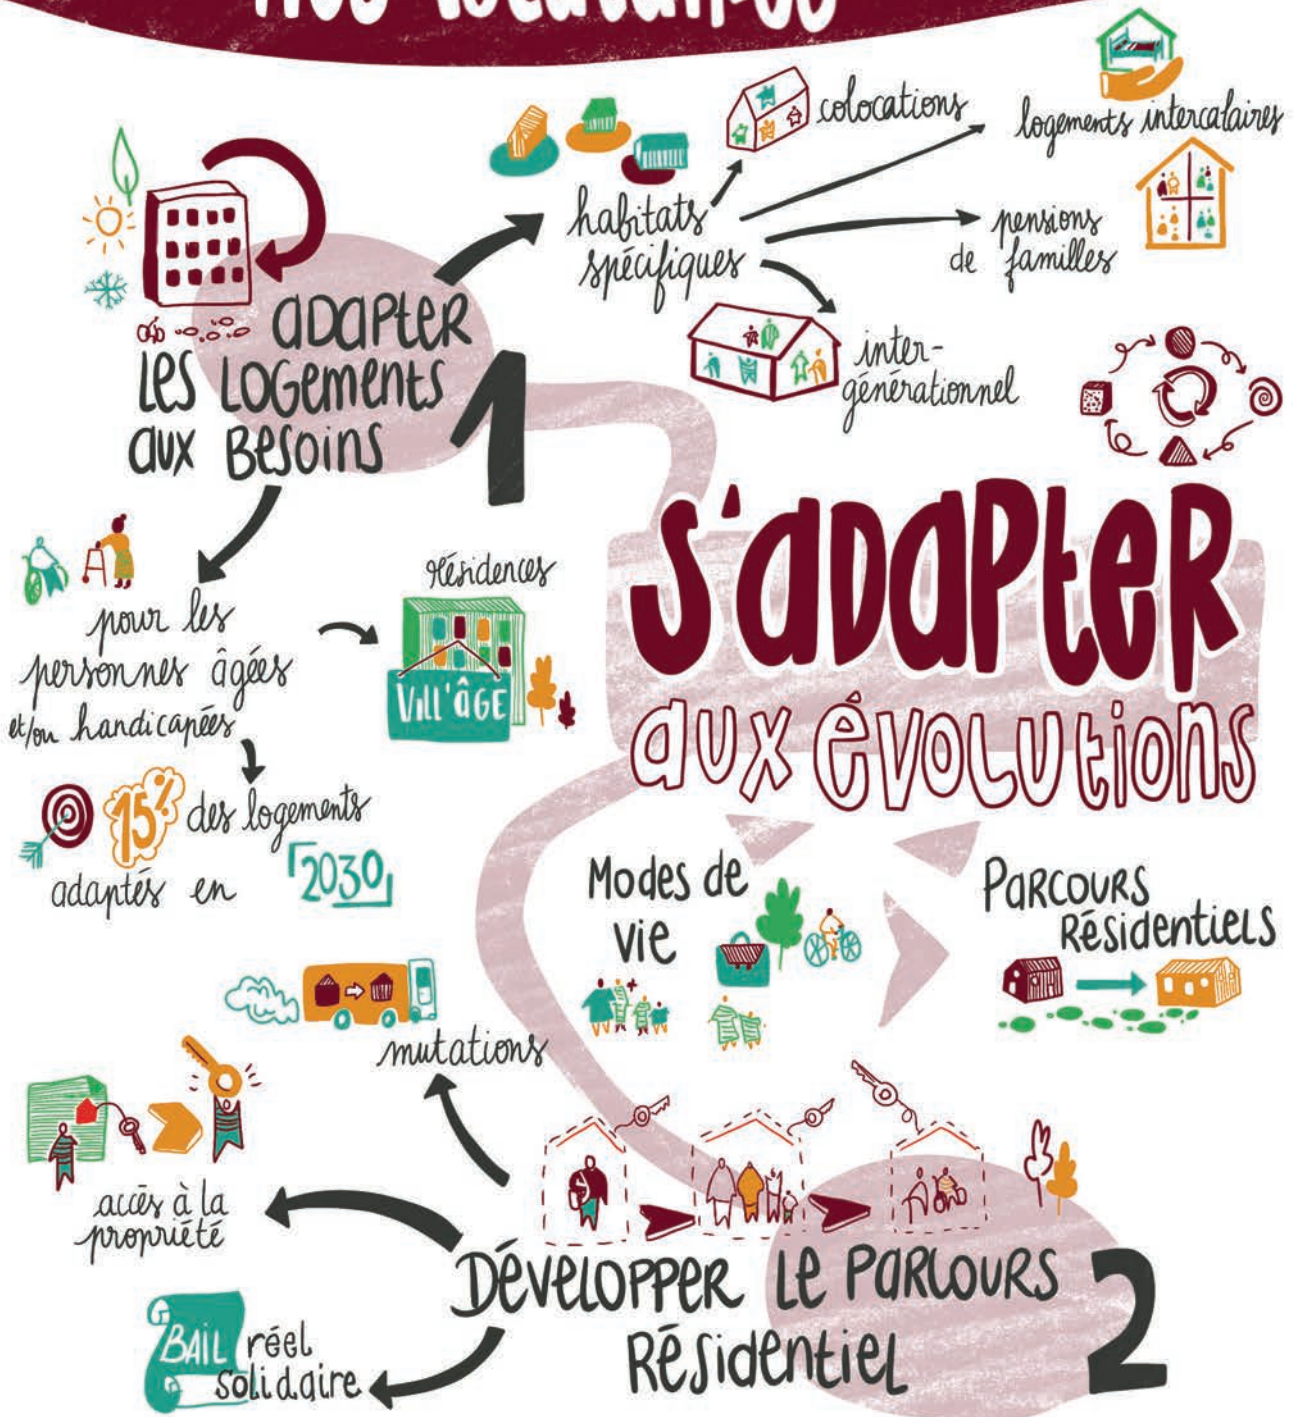 ADAPTER
LES LOGEMENTS
AUX BESOINS
1
habitats
spécifiques
colocations
logements intercalaires
pensions
de familles
inter-
générationnel
pour les
personnes âgées
et/ou handicapées
résidences
VILL'ÂGE
15% des logements
adaptés en 2030
S'ADAPTER
aux évolutions
Modes de
vie
PARCOURS
RÉSIDENTIELS
mutations
accès à la
propriété
BAIL réel
solidaire
DÉVELOPPER LE PARCOURS
RÉSIDENTIEL
2